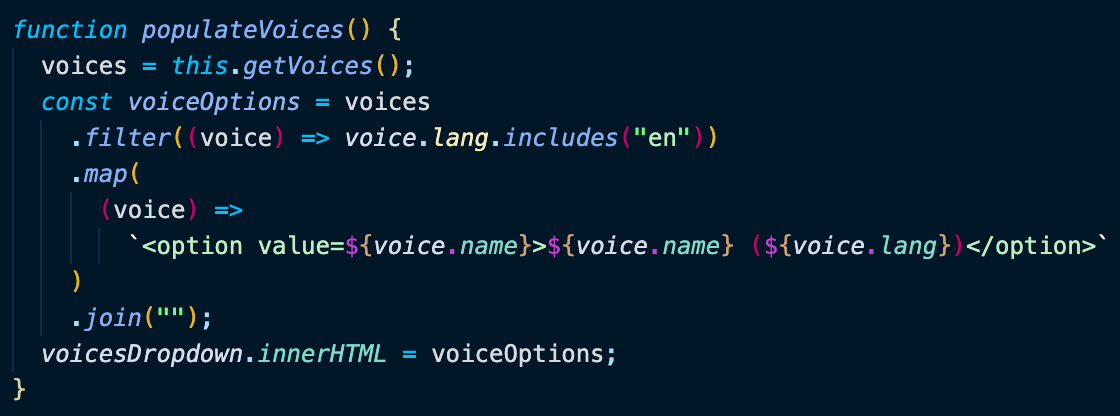 function populateVoices() {
  voices = this.getVoices();
  const voiceOptions = voices
    .filter((voice) => voice.lang.includes("en"))
    .map(
      (voice) =>
        `<option value=${voice.name}>${voice.name} (${voice.lang})</option>`
    )
    .join("");
  voicesDropdown.innerHTML = voiceOptions;
}